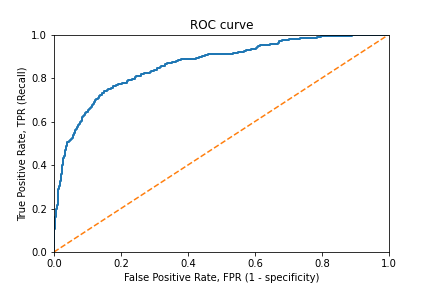 ROC curve
1.0
0.8
0.6
0.4
0.2
0.0
True Positive Rate, TPR (Recall)
0.0 0.2 0.4 0.6 0.8 1.0
False Positive Rate, FPR (1 - specificity)